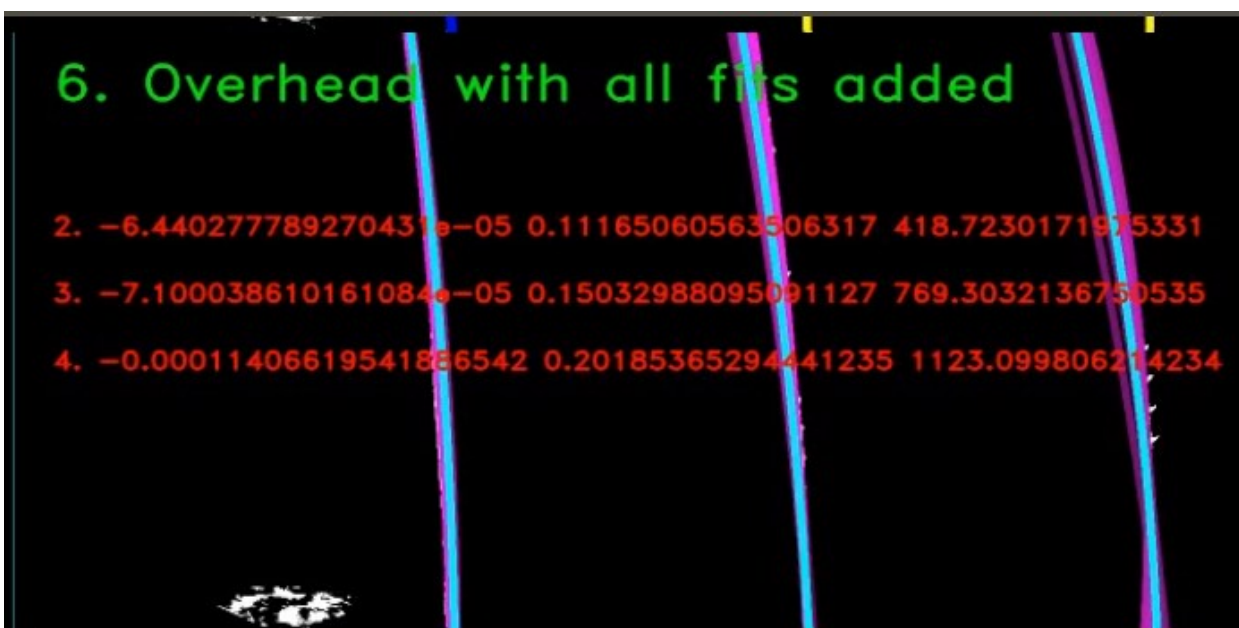 6. Overhead with all fits added
2. -6.440277789270431e-05 0.11165060563506317 418.7230171975331
3. -7.100038610161084e-05 0.15032988095091127 769.3032136750535
4. -0.00011406619541886542 0.20185365294441235 1123.099806214234